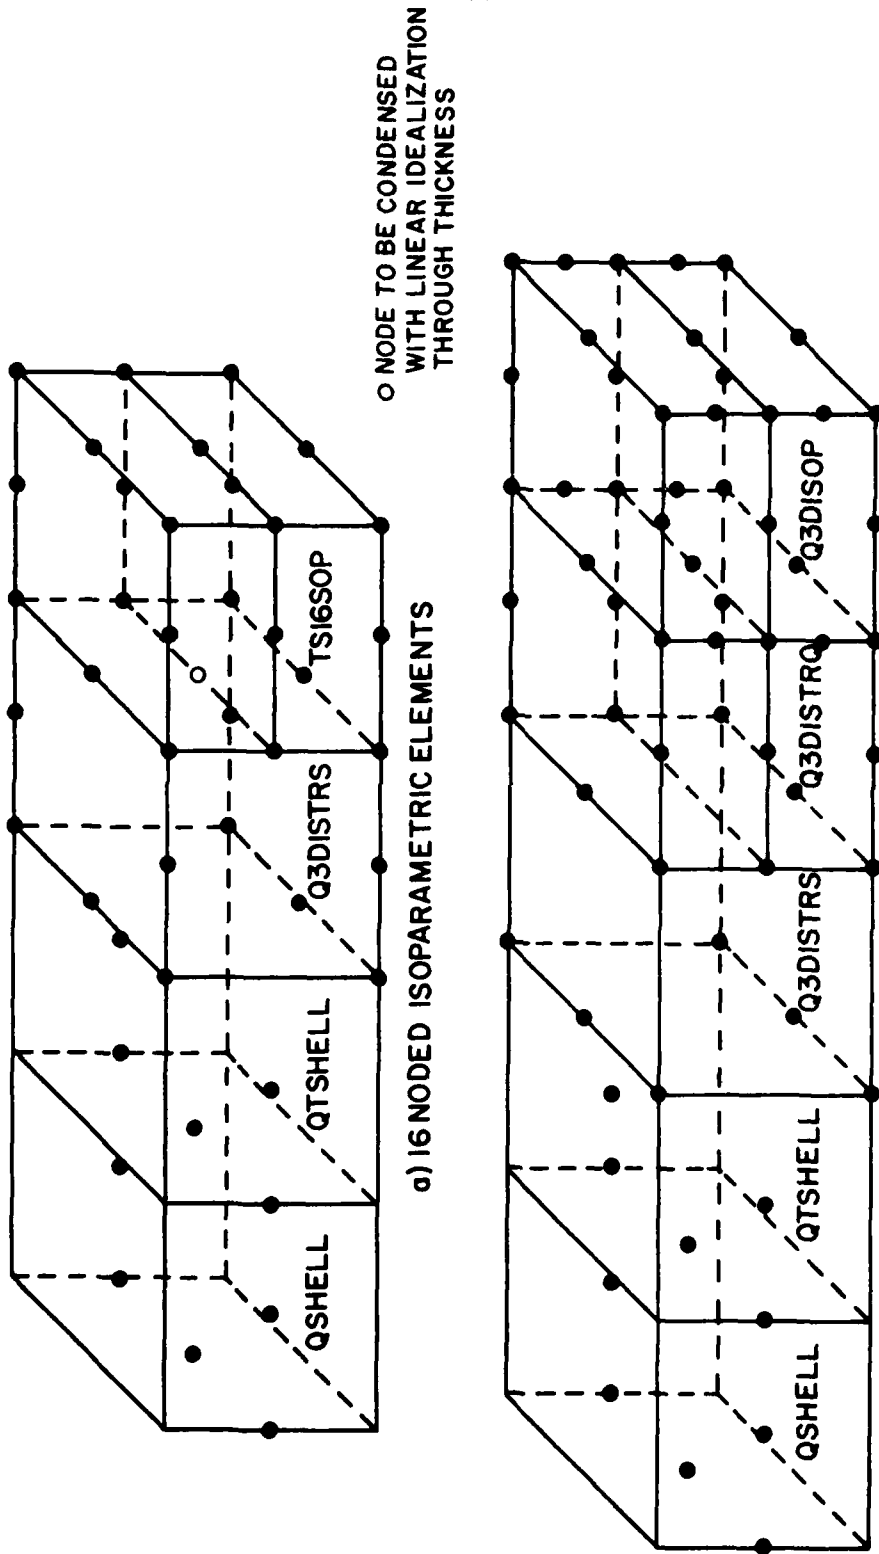 QSHELL
QTSHELL
Q3DISTRS
TS16SOP
O NODE TO BE CONDENSED
WITH LINEAR IDEALIZATION
THROUGH THICKNESS
a) 16 NODED ISOPARAMETRIC ELEMENTS
QSHELL
QTSHELL
Q3DISTRS
Q3DISTRQ
Q3DISOP